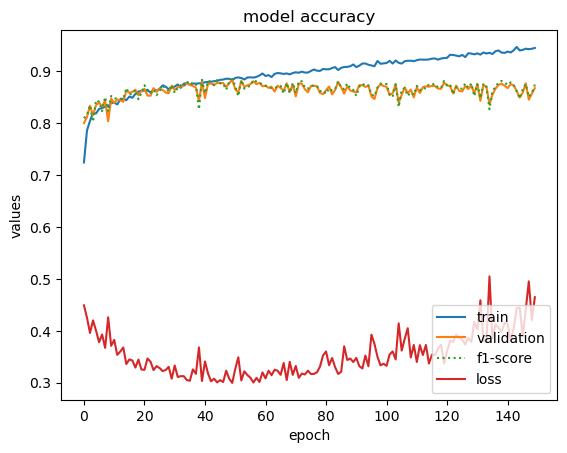 model accuracy
values
0.9
0.8
0.7
0.6
0.5
0.4
0.3
train
validation
f1-score
loss
0 20 40 60 80 100 120 140
epoch